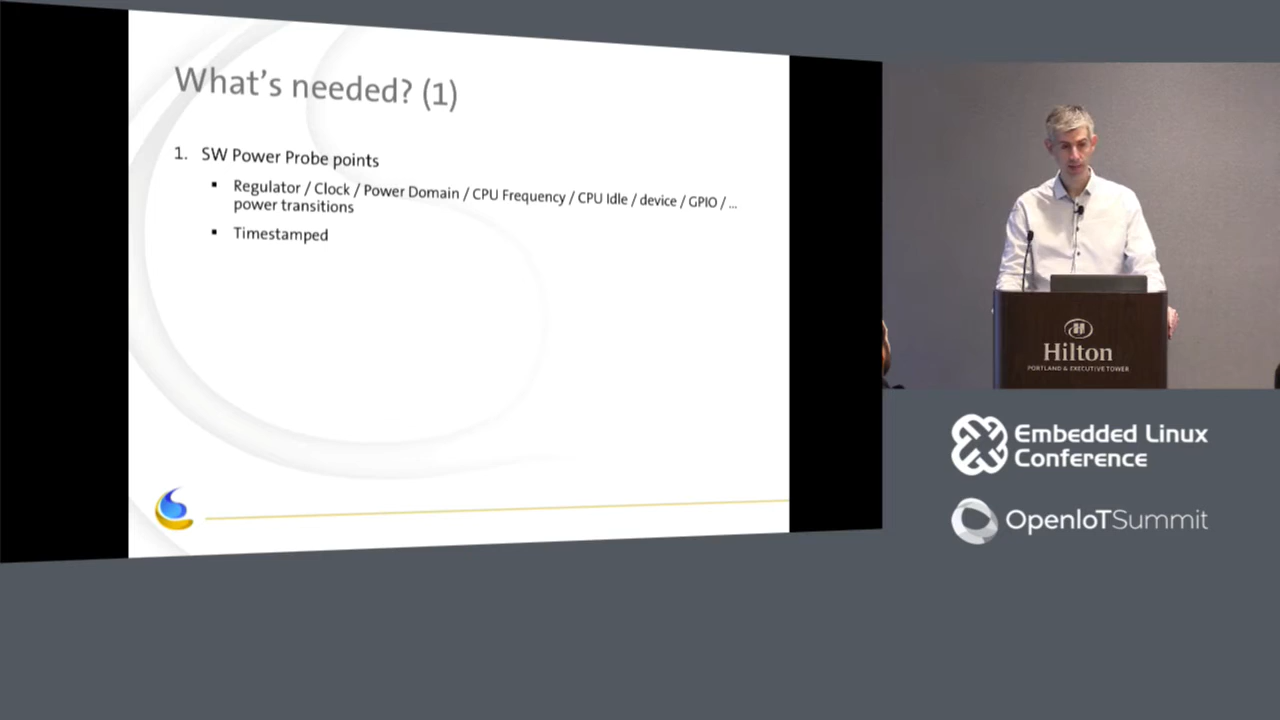 What's needed? (1)
1. SW Power Probe points
▪ Regulator / Clock / Power Domain / CPU Frequency / CPU Idle / device / GPIO / ...
power transitions
▪ Timestamped
Hilton
PORTLAND & EXECUTIVE TOWER
Embedded Linux
Conference
OpenIoTSummit